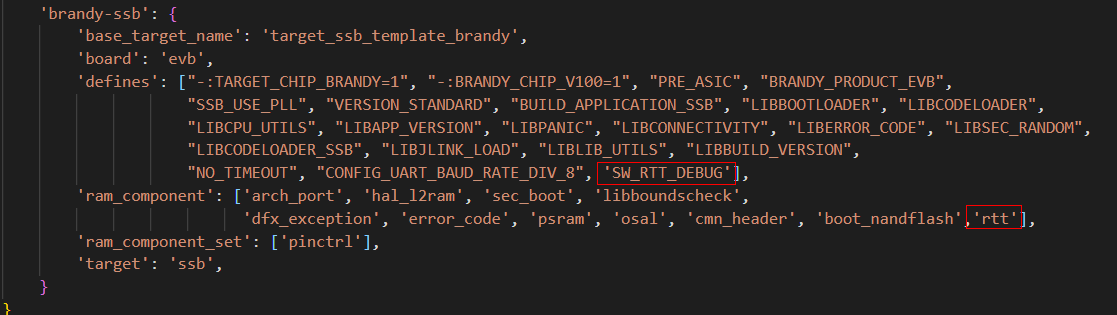 'brandy-ssb': {
'base_target_name': 'target_ssb_template_brandy',
'board': 'evb',
'defines': ["-:TARGET_CHIP_BRANDY=1", "-:BRANDY_CHIP_V100=1", "PRE_ASIC", "BRANDY_PRODUCT_EVB",
"SSB_USE_PLL", "VERSION_STANDARD", "BUILD_APPLICATION_SSB", "LIBBOOTLOADER", "LIBCODELOADER",
"LIBCPU_UTILS", "LIBAPP_VERSION", "LIBPANIC", "LIBCONNECTIVITY", "LIBERROR_CODE", "LIBSEC_RANDOM",
"LIBCODELOADER_SSB", "LIBJLINK_LOAD", "LIBLIB_UTILS", "LIBBUILD_VERSION",
"NO_TIMEOUT", "CONFIG_UART_BAUD_RATE_DIV_8", 'SW_RTT_DEBUG'],
'ram_component': ['arch_port', 'hal_l2ram', 'sec_boot', 'libboundscheck',
'dfx_exception', 'error_code', 'psram', 'osal', 'cmn_header', 'boot_nandflash','rtt'],
'ram_component_set': ['pinctrl'],
'target': 'ssb',
}
}